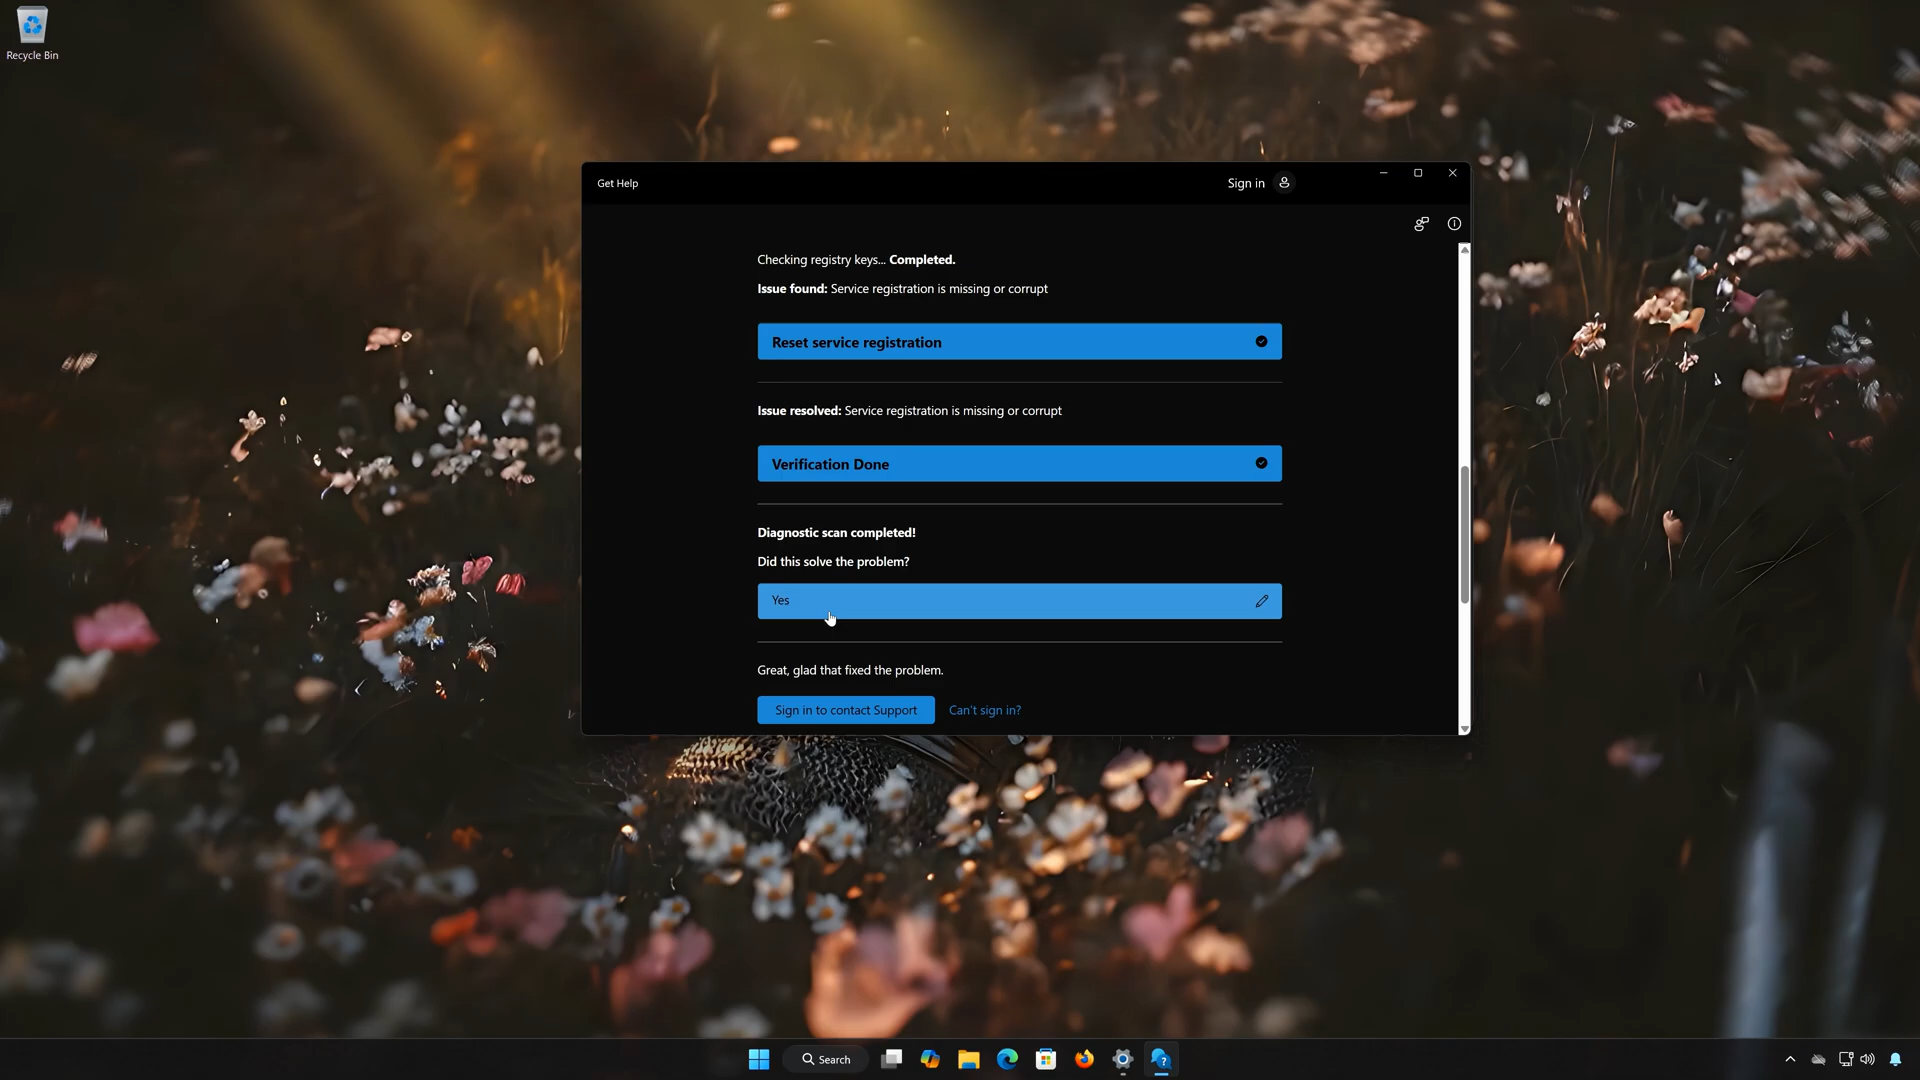 Recycle Bin
Get Help
Sign in
Checking registry keys... Completed.
Issue found: Service registration is missing or corrupt
Reset service registration
Issue resolved: Service registration is missing or corrupt
Verification Done
Diagnostic scan completed!
Did this solve the problem?
Yes
Great, glad that fixed the problem.
Sign in to contact Support
Can't sign in?
Search